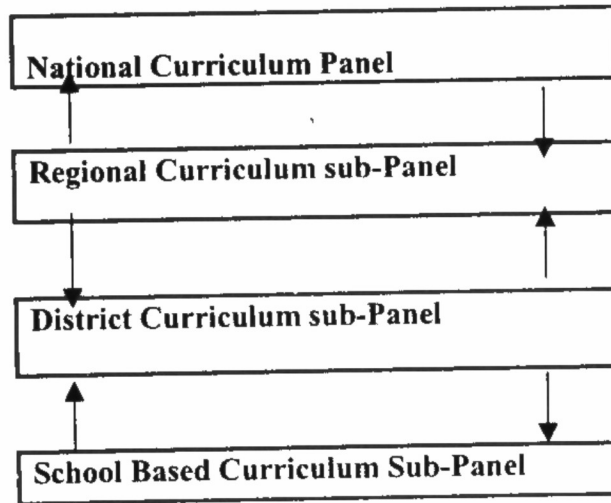 National Curriculum Panel
Regional Curriculum sub-Panel
District Curriculum sub-Panel
School Based Curriculum Sub-Panel